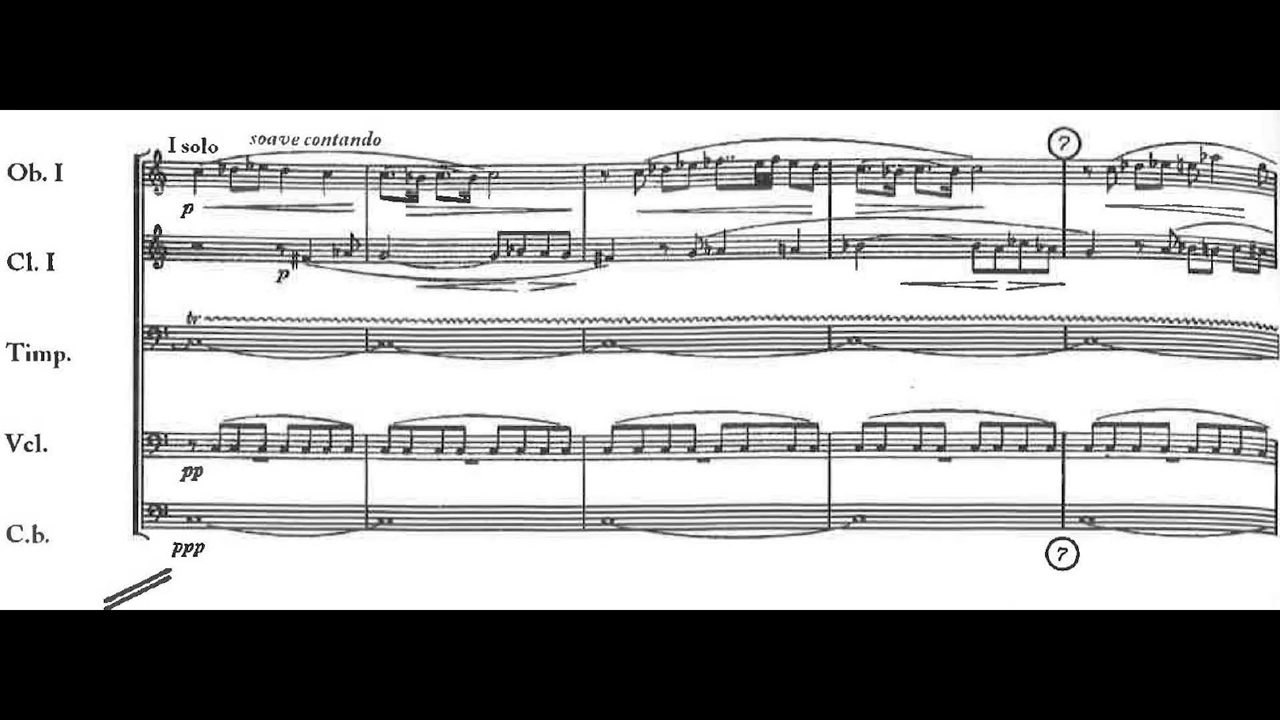 I solo
soave contando
Ob. I
p
7
Cl. I
p
tr
Timp.
Vcl.
pp
C.b.
ppp
7